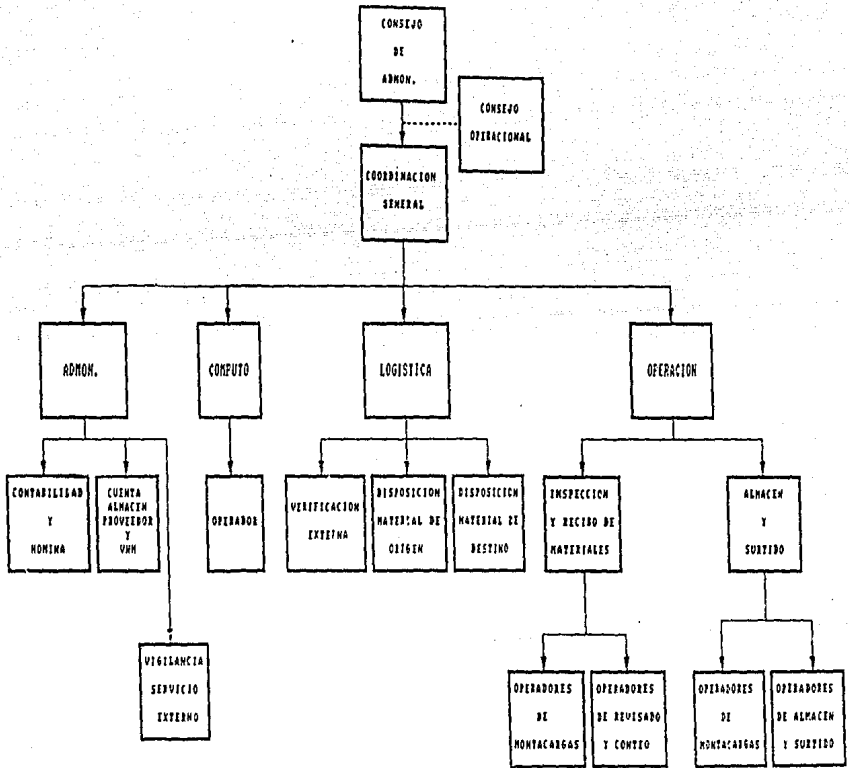 CONSEJO
DE
ADMON.
CONSEJO
OPERACIONAL
COORDINACION
GENERAL
ADMON.
COMPUTO
LOGISTICA
OPERACION
CONTABILIDAD
Y
NOMINA
CUENTA
ALMACEN
PROVEEDOR
Y
VHM
OPERADOR
VERIFICACION
EXTERNA
DISPOSICION
MATERIAL DE
ORIGEN
DISPOSICION
MATERIAL DE
DESTINO
INSPECCION
Y RECIBO DE
MATERIALES
ALMACEN
Y
SURTIDO
VIGILANCIA
SERVICIO
EXTERNO
OPERADORES
DE
MONTACARGAS
OPERADORES
DE REVISADO
Y CONTEO
OPERADORES
DE
MONTACARGAS
OPERADORES
DE ALMACEN
Y SURTIDO